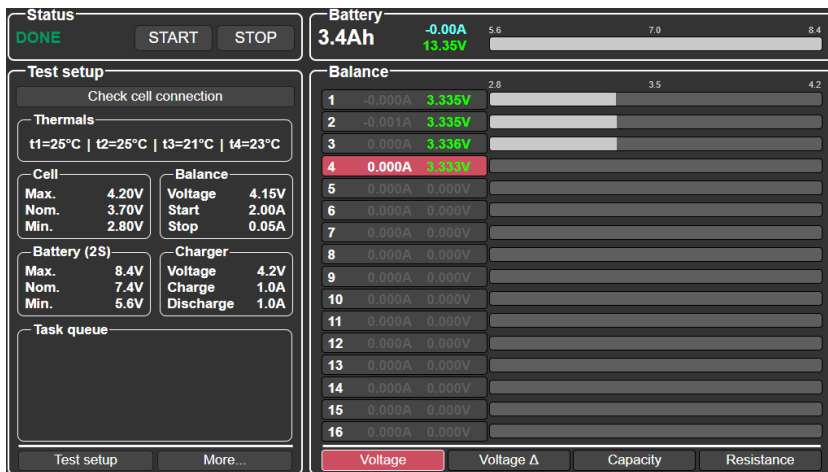 Status
DONE START STOP
Test setup
Check cell connection
Thermals
t1=25°C | t2=25°C | t3=21°C | t4=23°C
Cell
Max. 4.20V
Nom. 3.70V
Min. 2.80V
Balance
Voltage 4.15V
Start 2.00A
Stop 0.05A
Battery (2S)
Max. 8.4V
Nom. 7.4V
Min. 5.6V
Charger
Voltage 4.2V
Charge 1.0A
Discharge 1.0A
Task queue
Test setup More...
Battery
3.4Ah -0.00A 13.35V
5.6 7.0 8.4
Balance
2.8 3.5 4.2
1 -0.000A 3.335V
2 -0.001A 3.335V
3 0.000A 3.336V
4 0.000A 3.333V
5 0.000A 0.000V
6 0.000A 0.000V
7 0.000A 0.000V
8 0.000A 0.000V
9 0.000A 0.000V
10 0.000A 0.000V
11 0.000A 0.000V
12 0.000A 0.000V
13 0.000A 0.000V
14 0.000A 0.000V
15 0.000A 0.000V
16 0.000A 0.000V
Voltage Voltage Δ Capacity Resistance